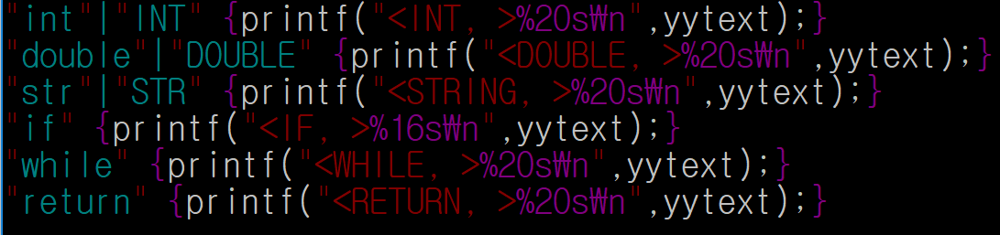 "int"|"INT" {printf("<INT, >%20s₩n",yytext);}
"double"|"DOUBLE" {printf("<DOUBLE, >%20s₩n",yytext);}
"str"|"STR" {printf("<STRING, >%20s₩n",yytext);}
"if" {printf("<IF, >%16s₩n",yytext);}
"while" {printf("<WHILE, >%20s₩n",yytext);}
"return" {printf("<RETURN, >%20s₩n",yytext);}